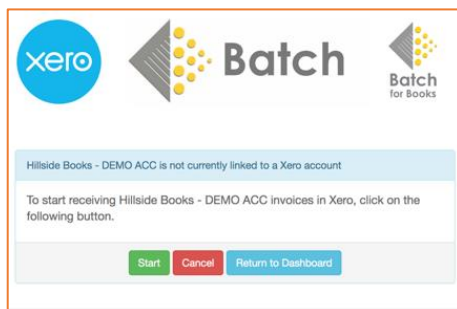 xero
Batch
Batch
for Books
Hillside Books - DEMO ACC is not currently linked to a Xero account
To start receiving Hillside Books - DEMO ACC invoices in Xero, click on the
following button.
Start Cancel Return to Dashboard